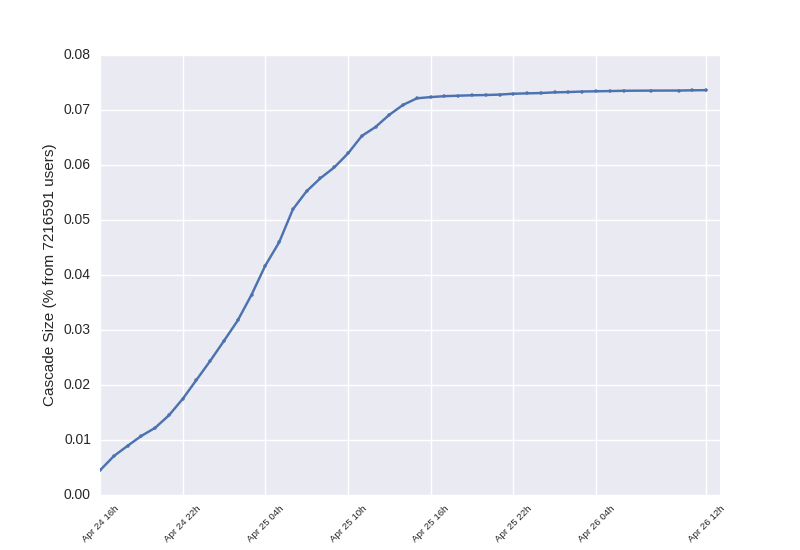 0.08
0.07
0.06
0.05
0.04
0.03
0.02
0.01
0.00
Cascade Size (% from 7216591 users)
Apr 24 16h
Apr 24 22h
Apr 25 04h
Apr 25 10h
Apr 25 16h
Apr 25 22h
Apr 26 04h
Apr 26 12h